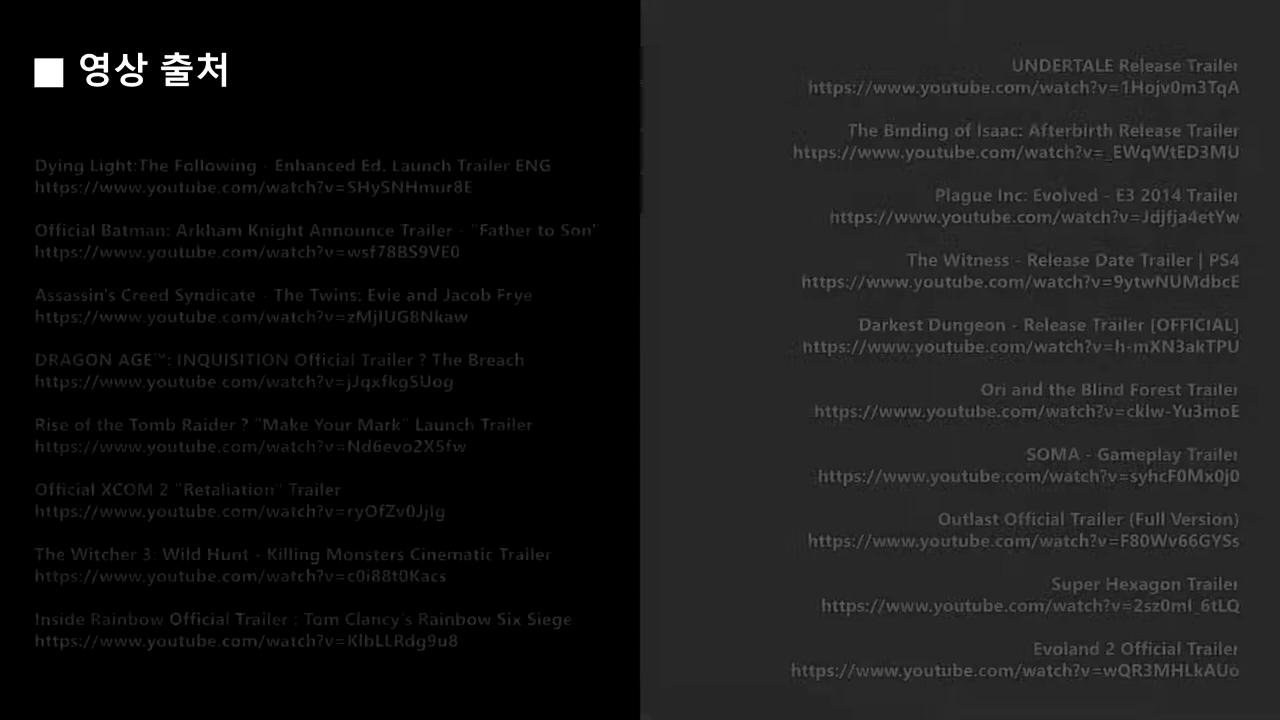 ■ 영상 출처
Dying Light:The Following - Enhanced Ed. Launch Trailer ENG
https://www.youtube.com/watch?v=SHySNHmur8E
Official Batman: Arkham Knight Announce Trailer - "Father to Son"
https://www.youtube.com/watch?v=wsf78BS9VE0
Assassin's Creed Syndicate - The Twins: Evie and Jacob Frye
https://www.youtube.com/watch?v=zMjIUG8Nkaw
DRAGON AGE™: INQUISITION Official Trailer ? The Breach
https://www.youtube.com/watch?v=jJqxfkgSUog
Rise of the Tomb Raider ? "Make Your Mark" Launch Trailer
https://www.youtube.com/watch?v=Nd6evo2X5fw
Official XCOM 2 "Retaliation" Trailer
https://www.youtube.com/watch?v=ryOfZv0JjIg
The Witcher 3: Wild Hunt - Killing Monsters Cinematic Trailer
https://www.youtube.com/watch?v=c0i88t0Kacs
Inside Rainbow Official Trailer : Tom Clancy's Rainbow Six Siege
https://www.youtube.com/watch?v=KlbLLRdg9u8
UNDERTALE Release Trailer
https://www.youtube.com/watch?v=1Hojv0m3TqA
The Binding of Isaac: Afterbirth Release Trailer
https://www.youtube.com/watch?v=_EWqWtED3MU
Plague Inc: Evolved - E3 2014 Trailer
https://www.youtube.com/watch?v=Jdjfja4etYw
The Witness - Release Date Trailer | PS4
https://www.youtube.com/watch?v=9ytwNUMdbcE
Darkest Dungeon - Release Trailer [OFFICIAL]
https://www.youtube.com/watch?v=h-mXN3akTPU
Ori and the Blind Forest Trailer
https://www.youtube.com/watch?v=cklw-Yu3moE
SOMA - Gameplay Trailer
https://www.youtube.com/watch?v=syhcF0Mx0j0
Outlast Official Trailer (Full Version)
https://www.youtube.com/watch?v=F80Wv66GYSs
Super Hexagon Trailer
https://www.youtube.com/watch?v=2sz0mI_6tLQ
Evoland 2 Official Trailer
https://www.youtube.com/watch?v=wQR3MHLkAUo